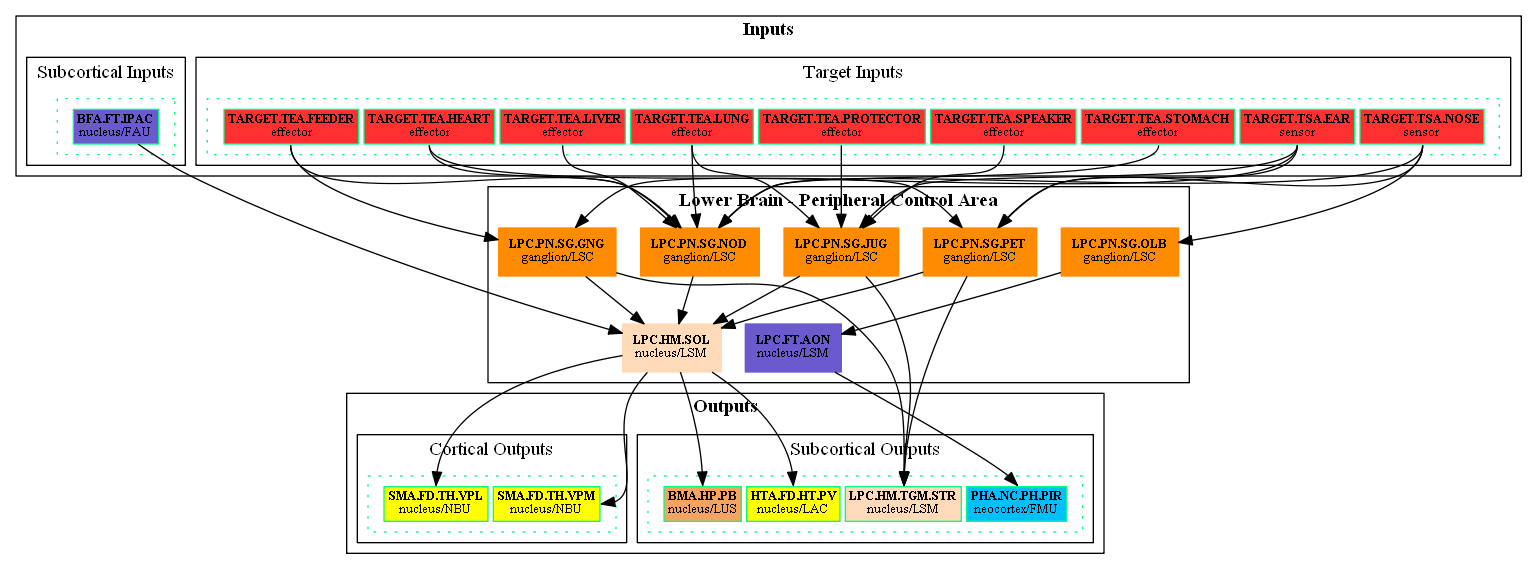 Inputs
Subcortical Inputs
Target Inputs
BFA.FT.IPAC
nucleus/FAU
TARGET.TEA.FEEDER
effector
TARGET.TEA.HEART
effector
TARGET.TEA.LIVER
effector
TARGET.TEA.LUNG
effector
TARGET.TEA.PROTECTOR
effector
TARGET.TEA.SPEAKER
effector
TARGET.TEA.STOMACH
effector
TARGET.TSA.EAR
sensor
TARGET.TSA.NOSE
sensor
Lower Brain - Peripheral Control Area
LPC.PN.SG.GNG
ganglion/LSC
LPC.PN.SG.NOD
ganglion/LSC
LPC.PN.SG.JUG
ganglion/LSC
LPC.PN.SG.PET
ganglion/LSC
LPC.PN.SG.OLB
ganglion/LSC
LPC.HM.SOL
nucleus/LSM
LPC.FT.AON
nucleus/LSM
Outputs
Cortical Outputs
Subcortical Outputs
SMA.FD.TH.VPL
nucleus/NBU
SMA.FD.TH.VPM
nucleus/NBU
BMA.HP.PB
nucleus/LUS
HTA.FD.HT.PV
nucleus/LAC
LPC.HM.TGM.STR
nucleus/LSM
PHA.NC.PH.PIR
neocortex/FMU